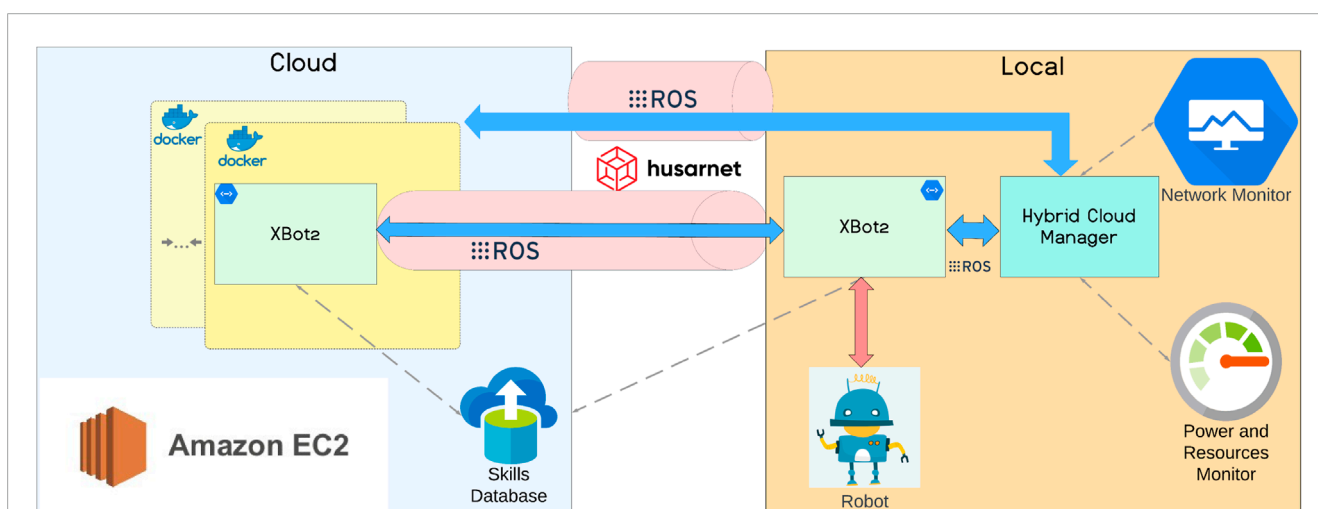 Cloud
docker
docker
XBot2
...
Amazon EC2
Skills
Database
ROS
husarnet
ROS
Local
XBot2
ROS
Hybrid Cloud
Manager
Network Monitor
Robot
Power and
Resources
Monitor